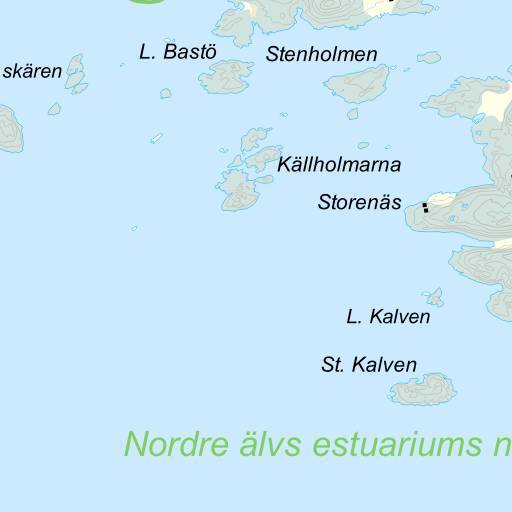 L. Bastö
Stenholmen
skären
Källholmarna
Storenäs
L. Kalven
St. Kalven
Nordre älvs estuariums n